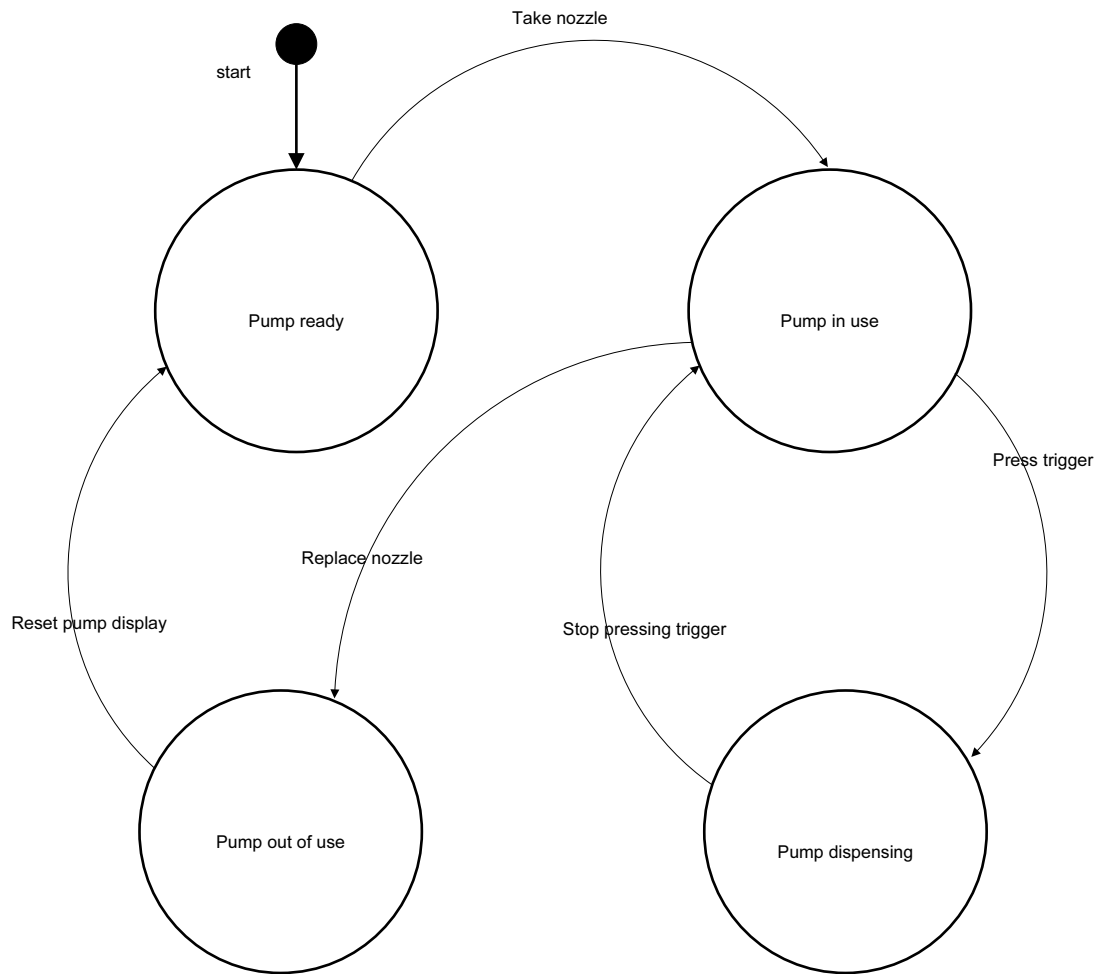 Take nozzle
start
Pump ready
Pump in use
Press trigger
Replace nozzle
Reset pump display
Stop pressing trigger
Pump out of use
Pump dispensing